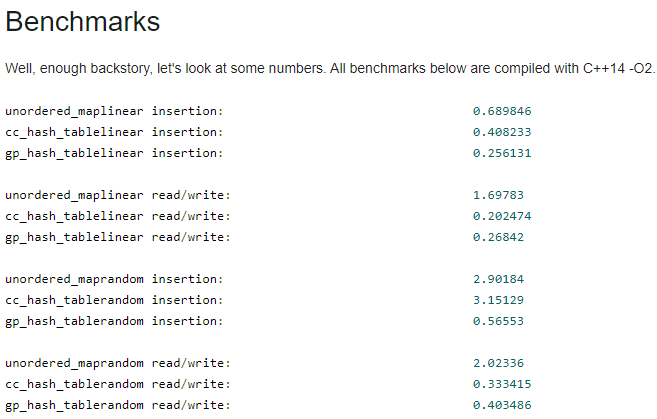 Benchmarks
Well, enough backstory, let's look at some numbers. All benchmarks below are compiled with C++14 -O2.
unordered_maplinear insertion: 0.689846
cc_hash_tablelinear insertion: 0.408233
gp_hash_tablelinear insertion: 0.256131
unordered_maplinear read/write: 1.69783
cc_hash_tablelinear read/write: 0.202474
gp_hash_tablelinear read/write: 0.26842
unordered_maprandom insertion: 2.90184
cc_hash_tablerandom insertion: 3.15129
gp_hash_tablerandom insertion: 0.56553
unordered_maprandom read/write: 2.02336
cc_hash_tablerandom read/write: 0.333415
gp_hash_tablerandom read/write: 0.403486